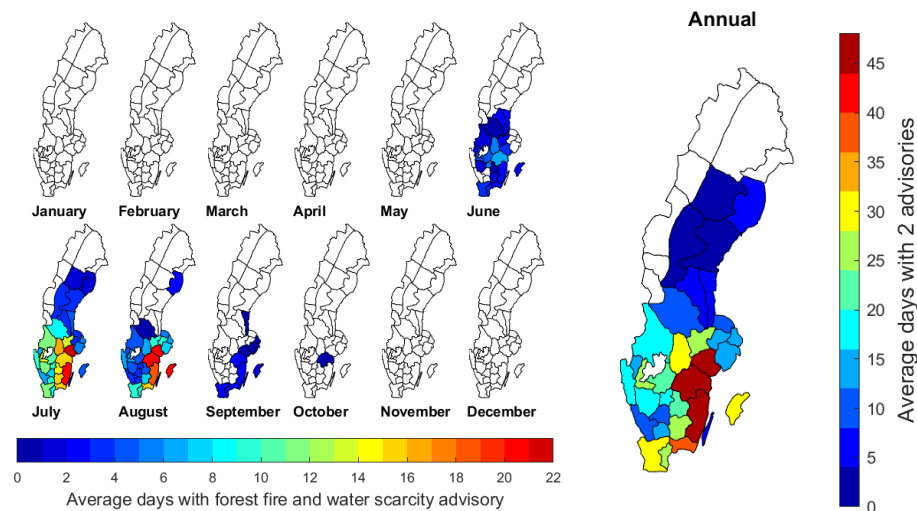 Annual
January February March April May June
July August September October November December
0 2 4 6 8 10 12 14 16 18 20 22
Average days with forest fire and water scarcity advisory
45
40
35
30
25
20
15
10
5
0
Average days with 2 advisories